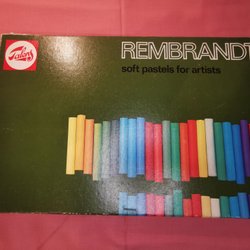 Talens
REMBRANDT
soft pastels for artists